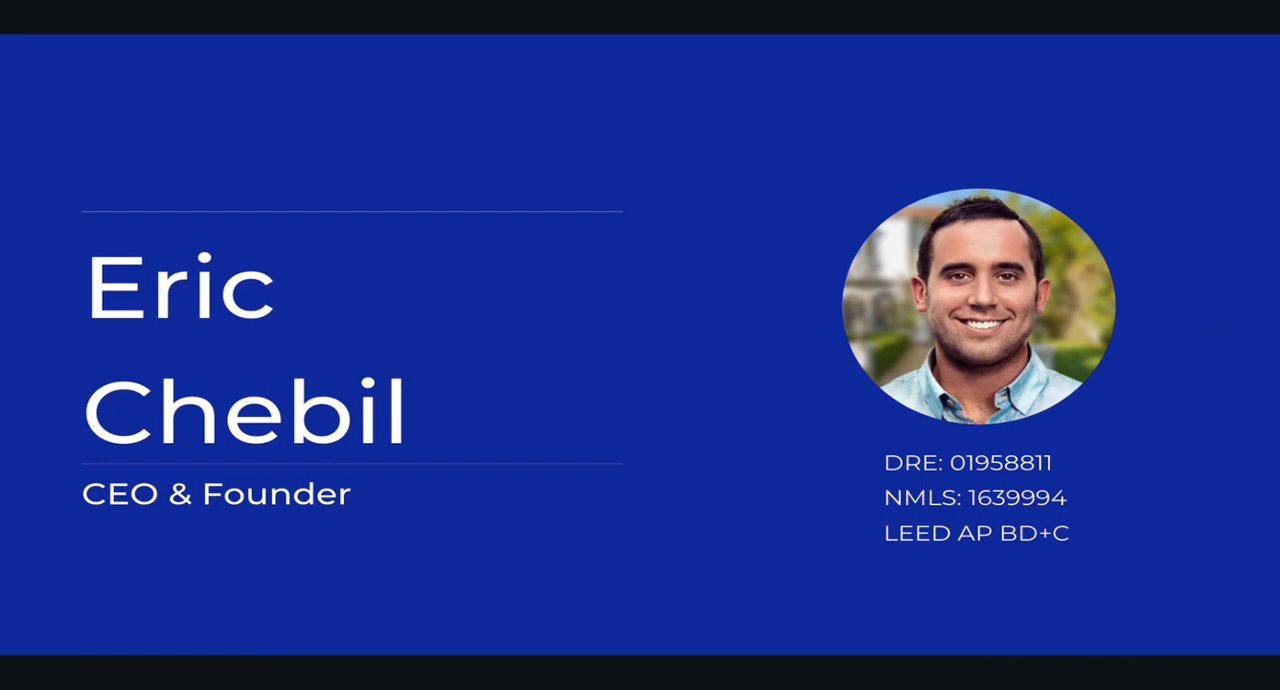 Eric
Chebil
CEO & Founder
DRE: 01958811
NMLS: 1639994
LEED AP BD+C